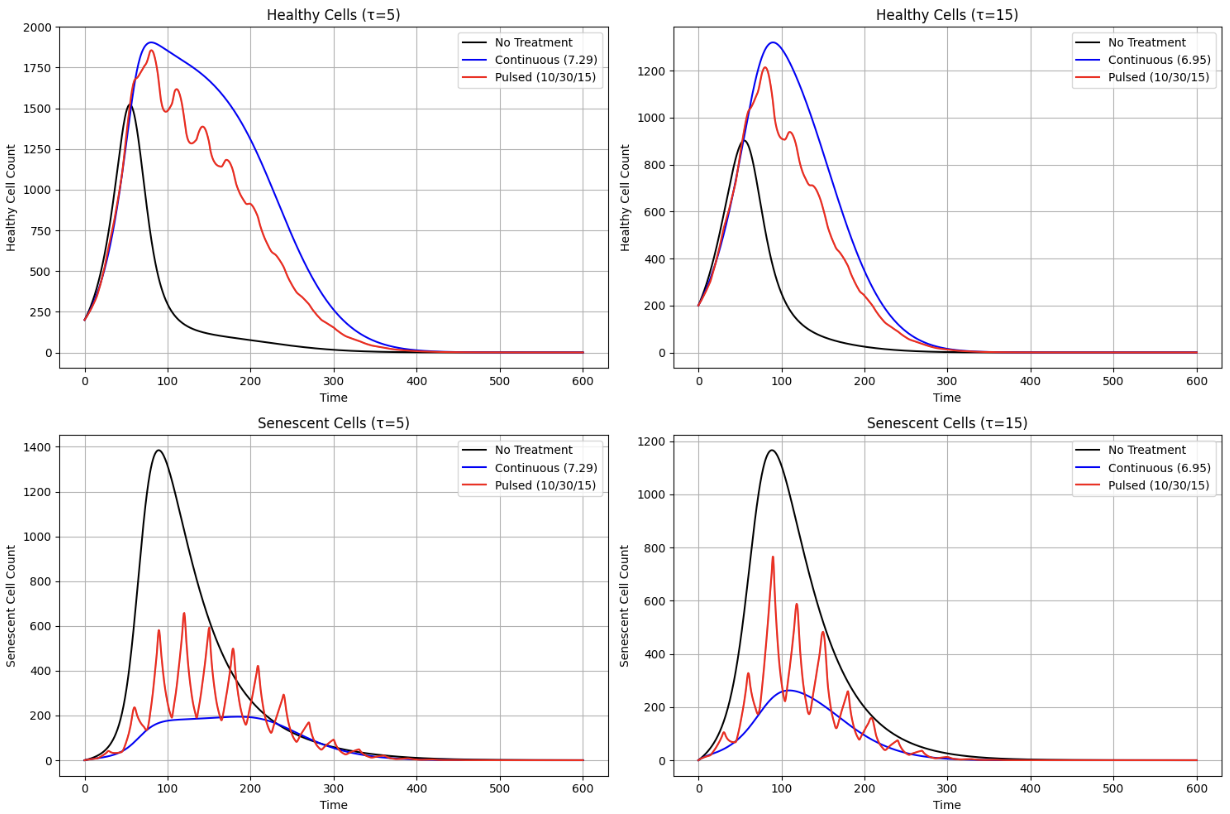 Healthy Cells (τ=5)
Healthy Cell Count
2000
1750
1500
1250
1000
750
500
250
0
No Treatment
Continuous (7.29)
Pulsed (10/30/15)
0 100 200 300 400 500 600
Time
Healthy Cells (τ=15)
Healthy Cell Count
1200
1000
800
600
400
200
0
No Treatment
Continuous (6.95)
Pulsed (10/30/15)
0 100 200 300 400 500 600
Time
Senescent Cells (τ=5)
Senescent Cell Count
1400
1200
1000
800
600
400
200
0
No Treatment
Continuous (7.29)
Pulsed (10/30/15)
0 100 200 300 400 500 600
Time
Senescent Cells (τ=15)
Senescent Cell Count
1200
1000
800
600
400
200
0
No Treatment
Continuous (6.95)
Pulsed (10/30/15)
0 100 200 300 400 500 600
Time